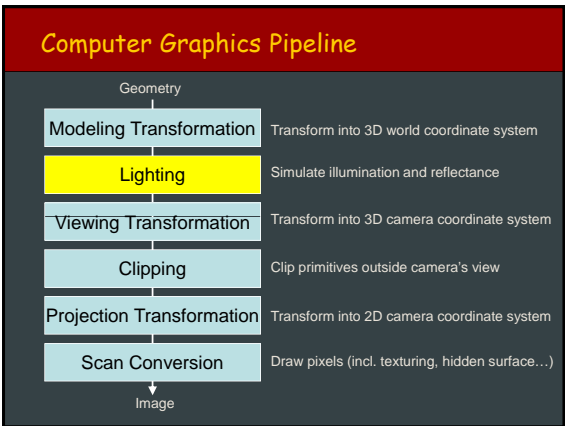 Computer Graphics Pipeline
Geometry
Modeling Transformation Transform into 3D world coordinate system
Lighting Simulate illumination and reflectance
Viewing Transformation Transform into 3D camera coordinate system
Clipping Clip primitives outside camera's view
Projection Transformation Transform into 2D camera coordinate system
Scan Conversion Draw pixels (incl. texturing, hidden surface…)
Image